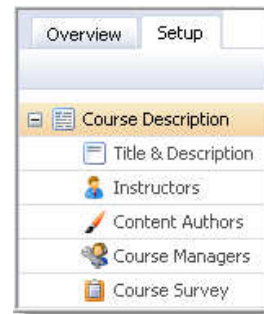 Overview Setup
Course Description
Title & Description
Instructors
Content Authors
Course Managers
Course Survey